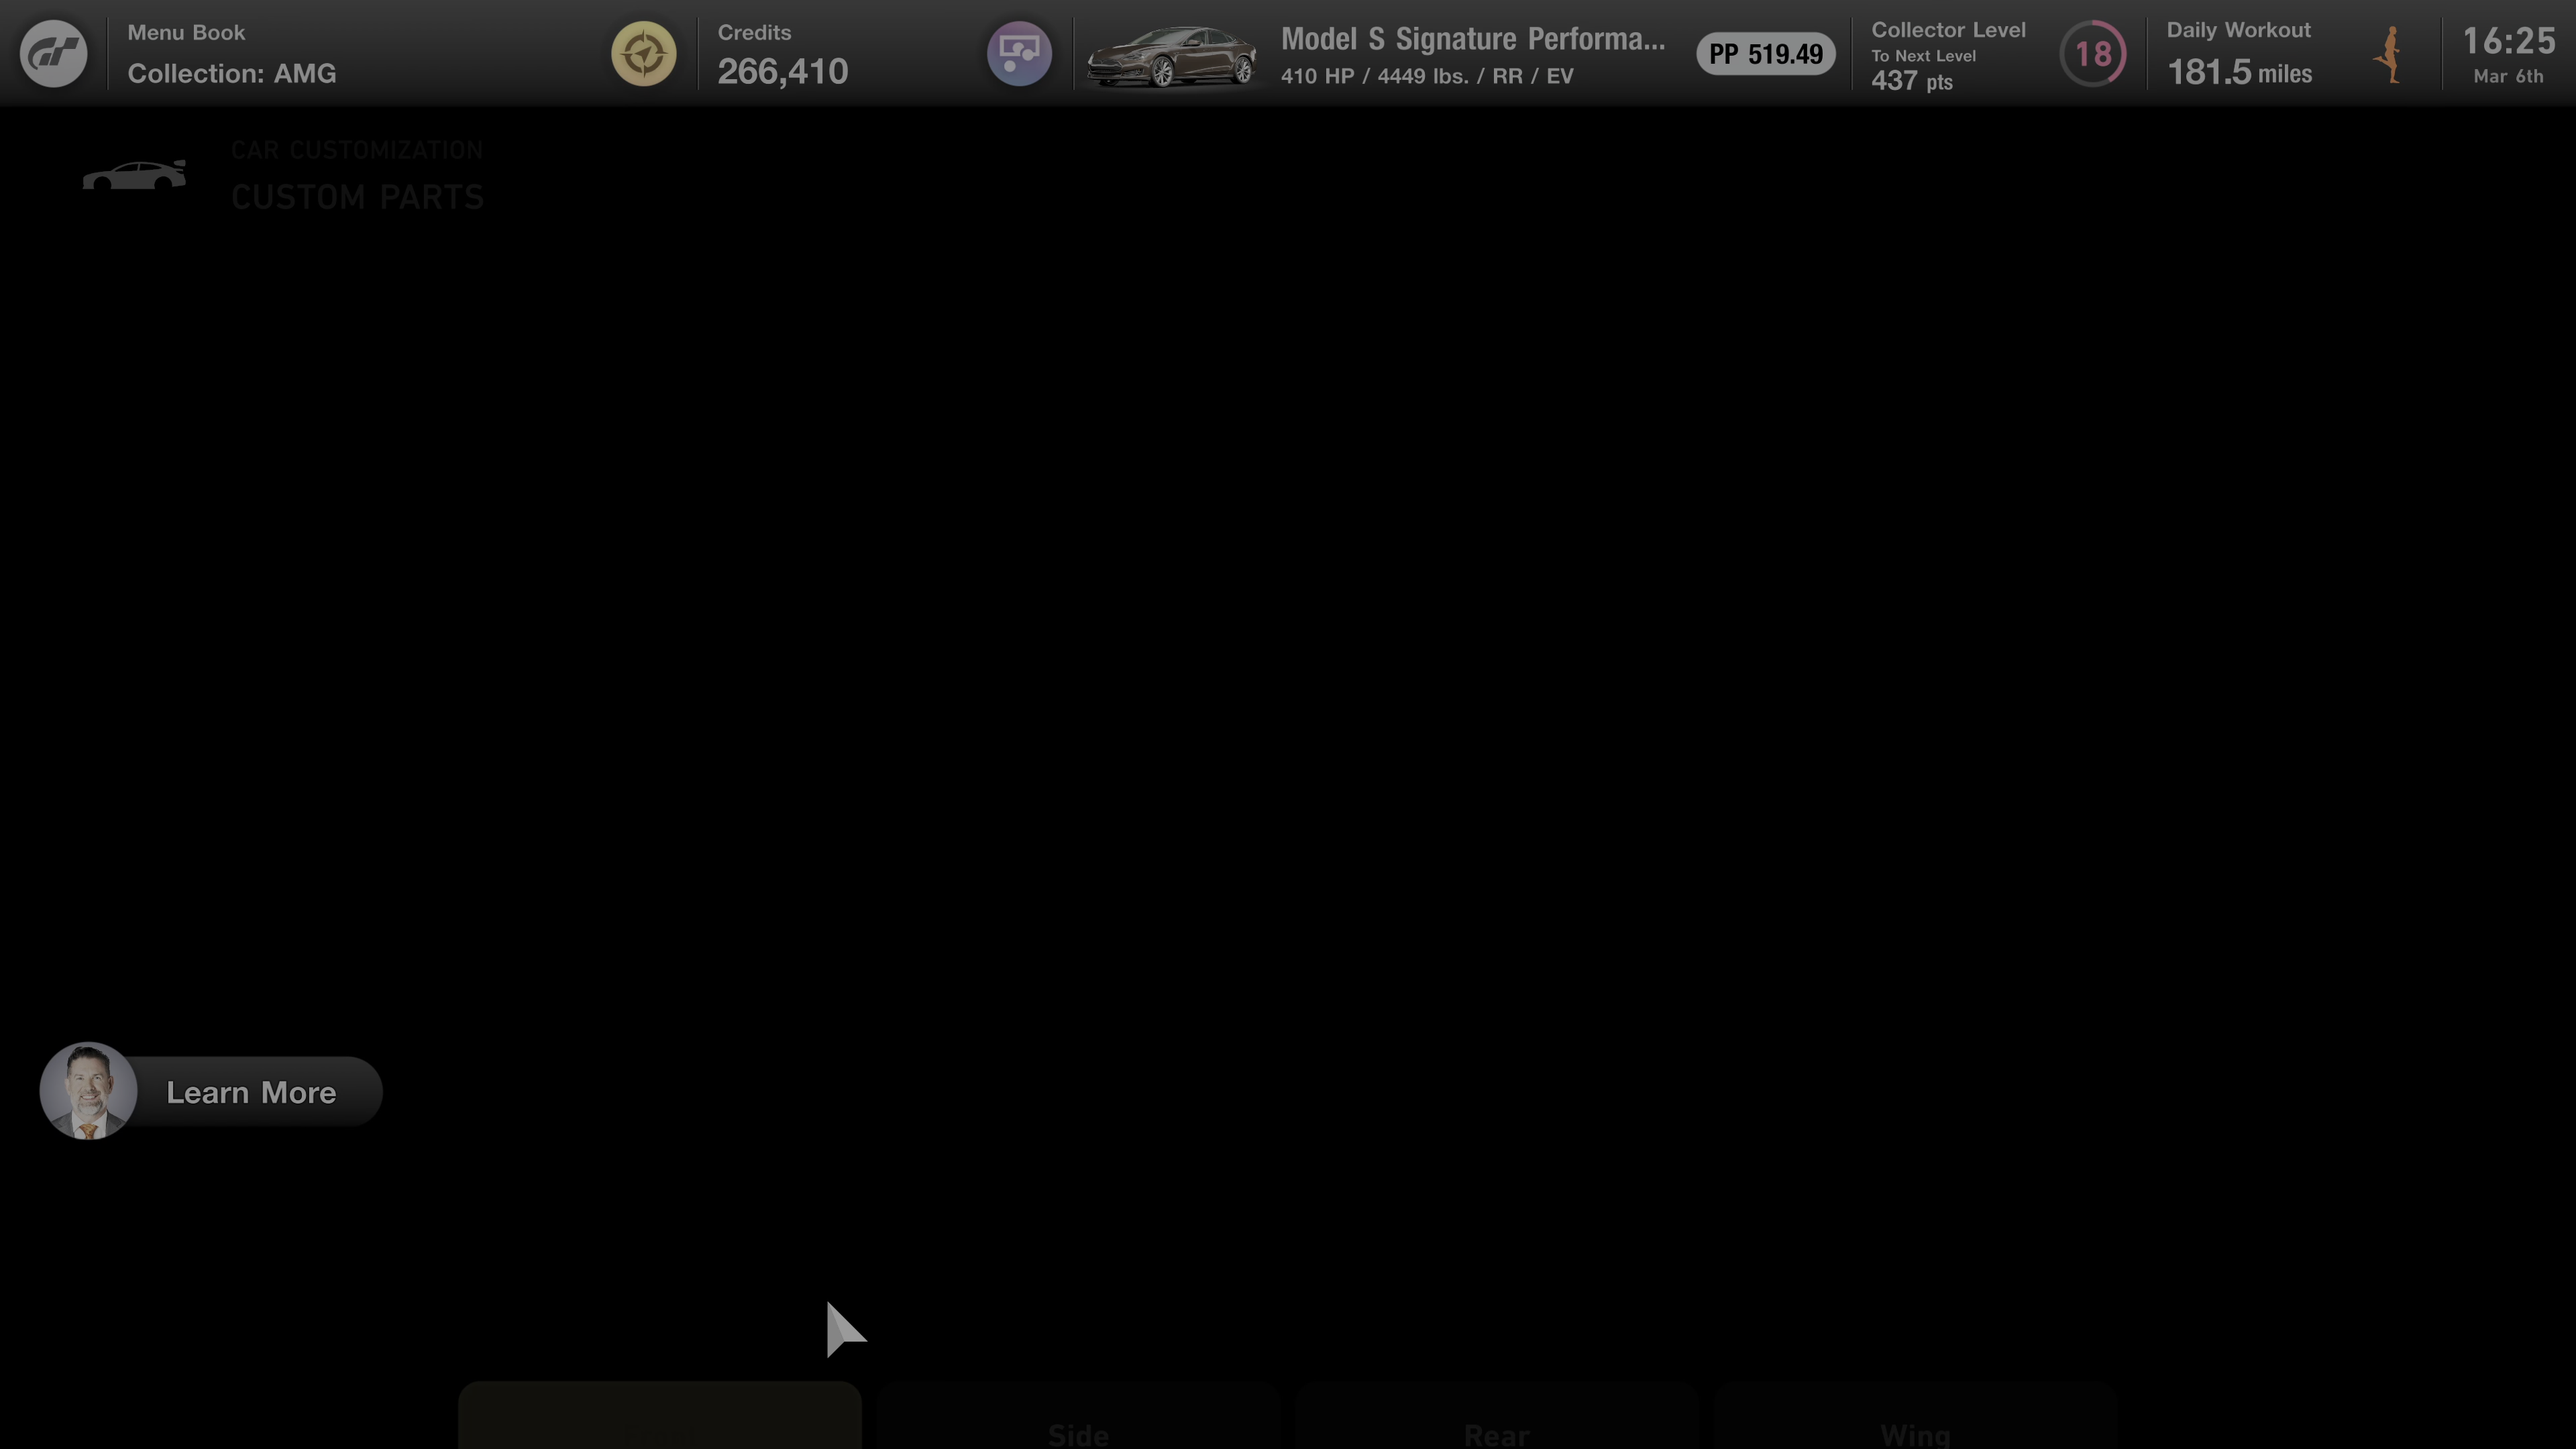 Menu Book
Collection: AMG
Credits
266,410
Model S Signature Performa...
410 HP / 4449 lbs. / RR / EV
PP 519.49
Collector Level
To Next Level
437 pts
18
Daily Workout
181.5 miles
16:25
Mar 6th
CAR CUSTOMIZATION
CUSTOM PARTS
Learn More
Side
Rear
Wing